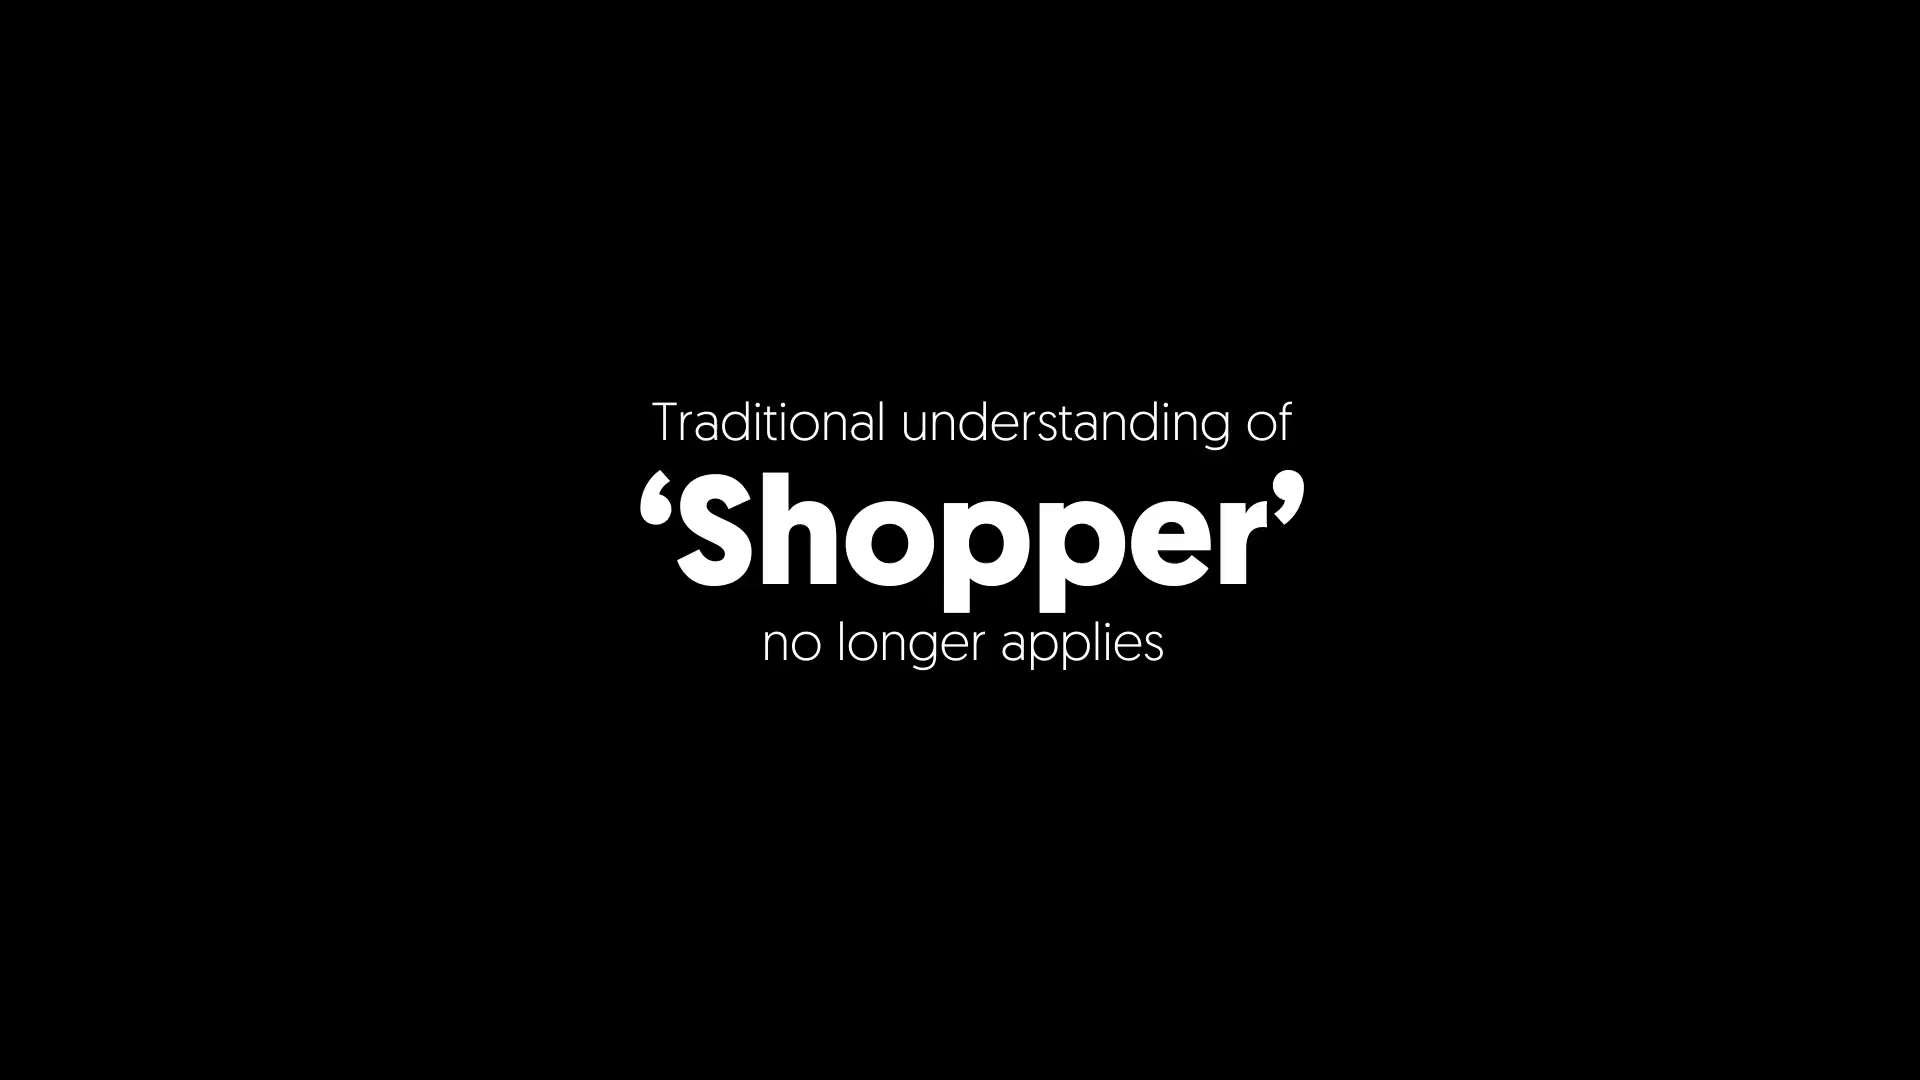 Traditional understanding of
‘Shopper’
no longer applies